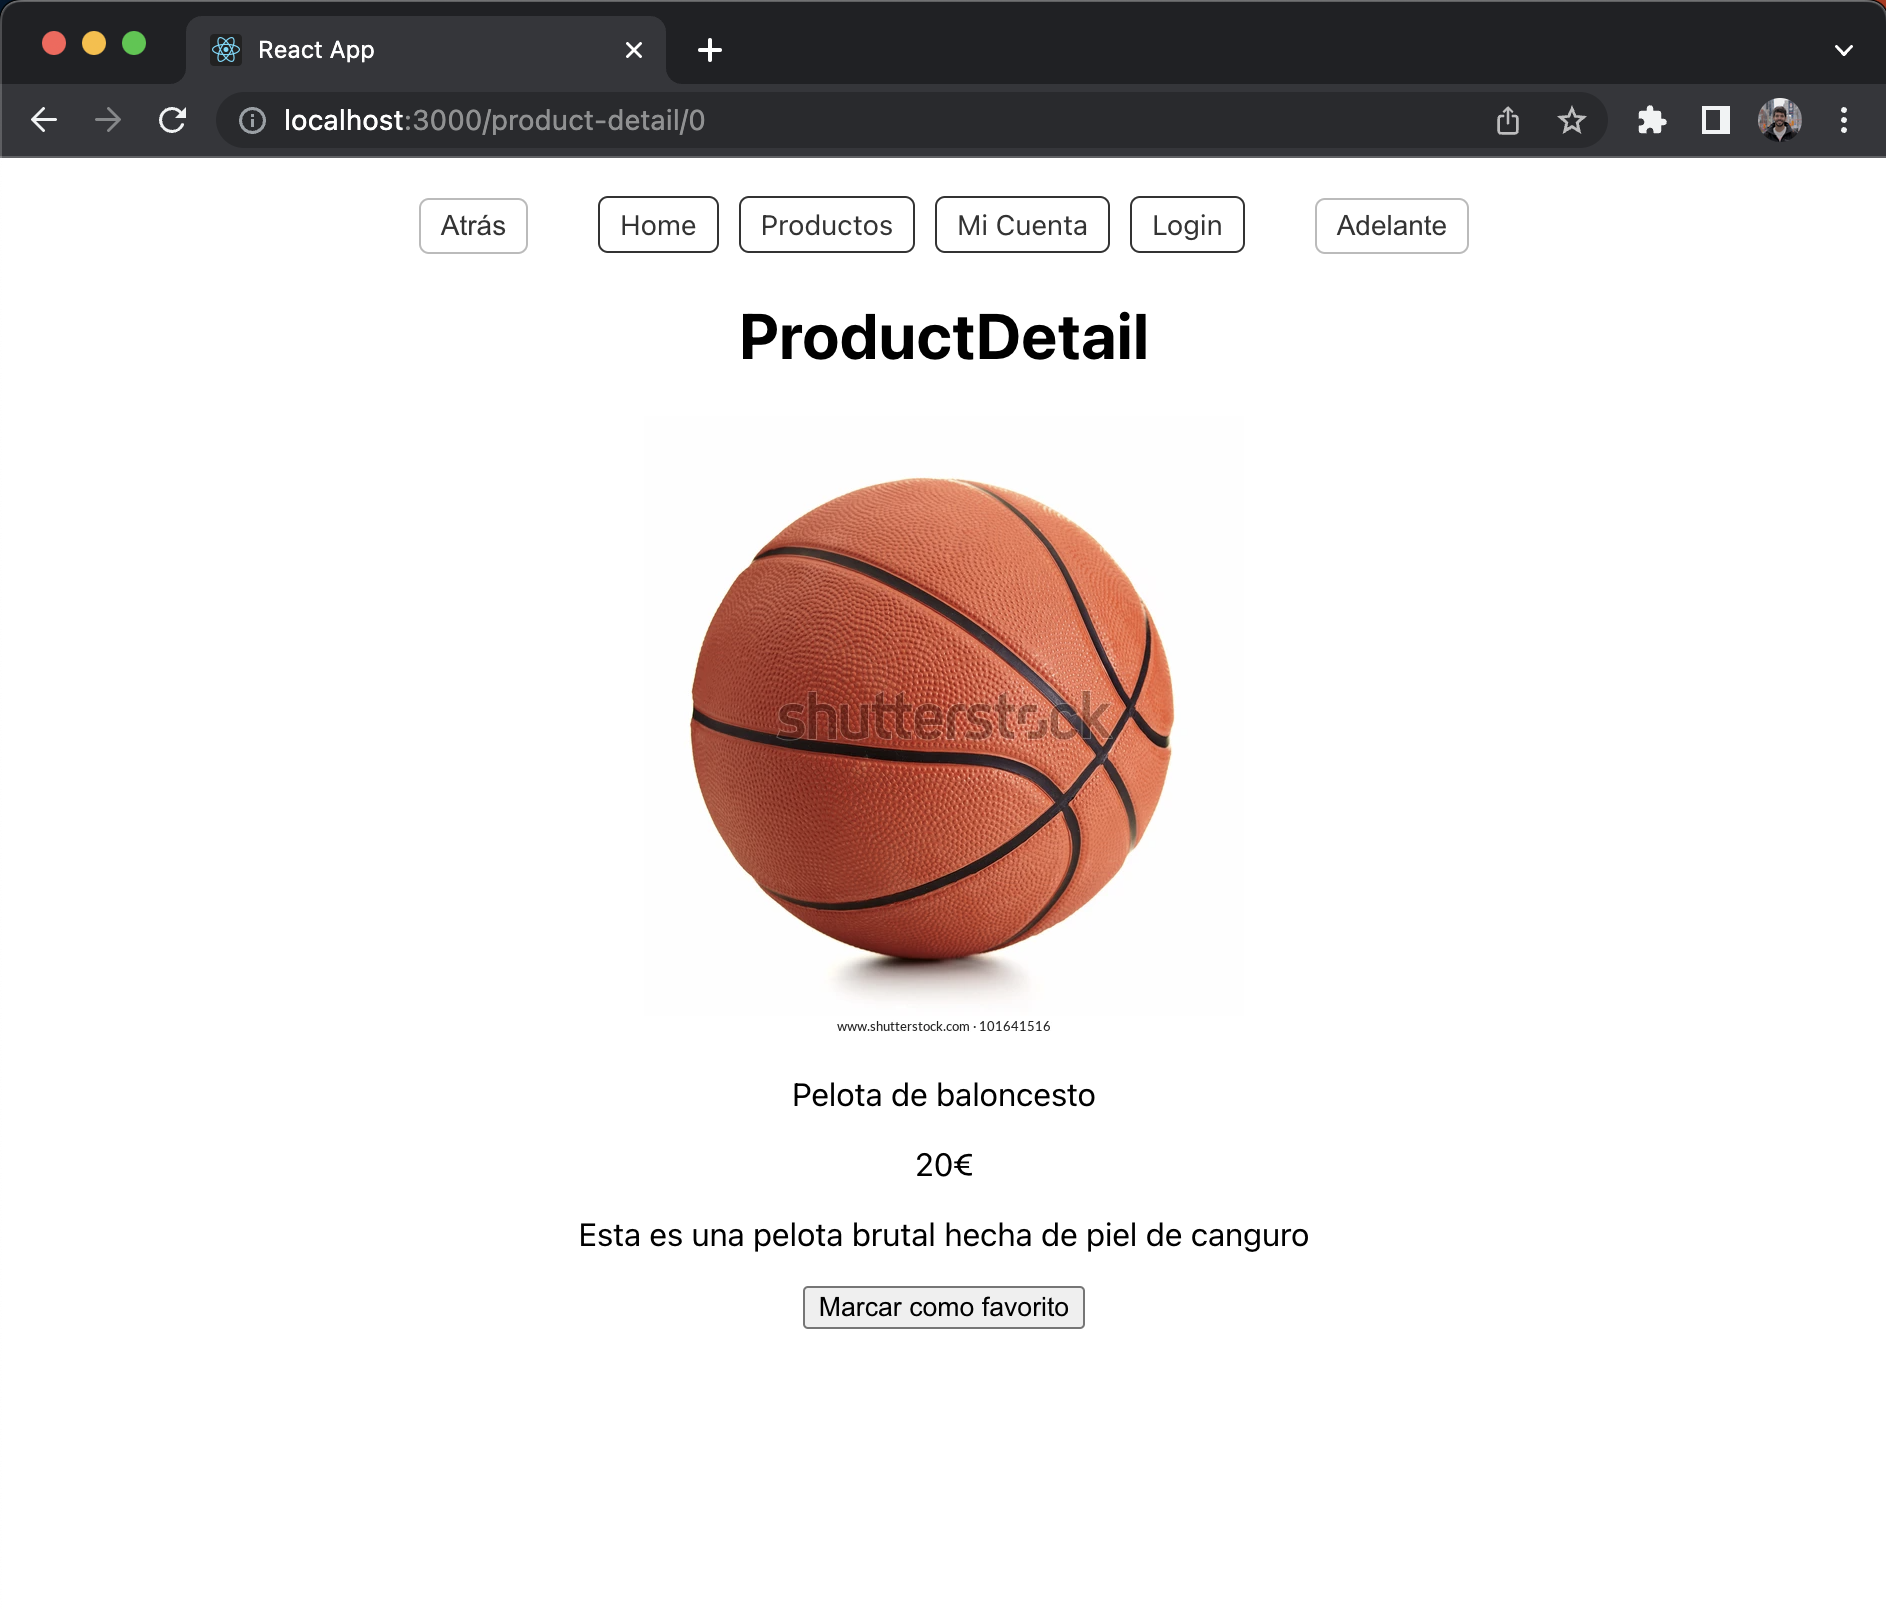 React App
localhost:3000/product-detail/0
Atrás Home Productos Mi Cuenta Login Adelante
ProductDetail
shutterstock
www.shutterstock.com · 101641516
Pelota de baloncesto
20€
Esta es una pelota brutal hecha de piel de canguro
Marcar como favorito